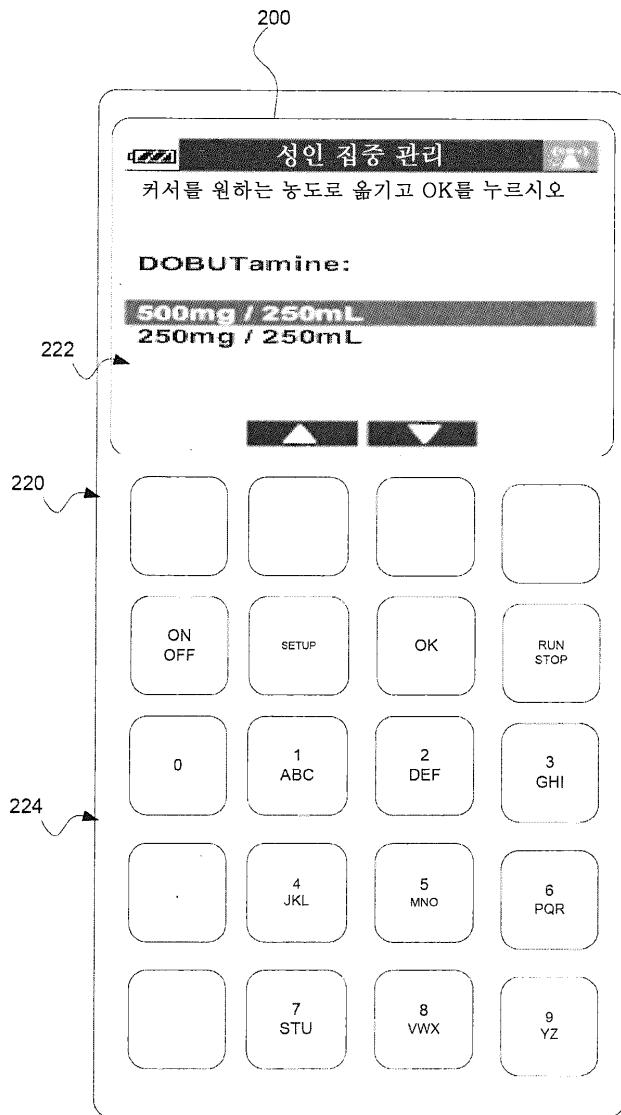 200
성인 집중 관리
커서를 원하는 농도로 옮기고 OK를 누르시오
DOBUTamine:
500mg / 250mL
250mg / 250mL
222
220
ON
OFF
SETUP
OK
RUN
STOP
0
1
ABC
2
DEF
3
GHI
224
.
4
JKL
5
MNO
6
PQR
7
STU
8
VWX
9
YZ